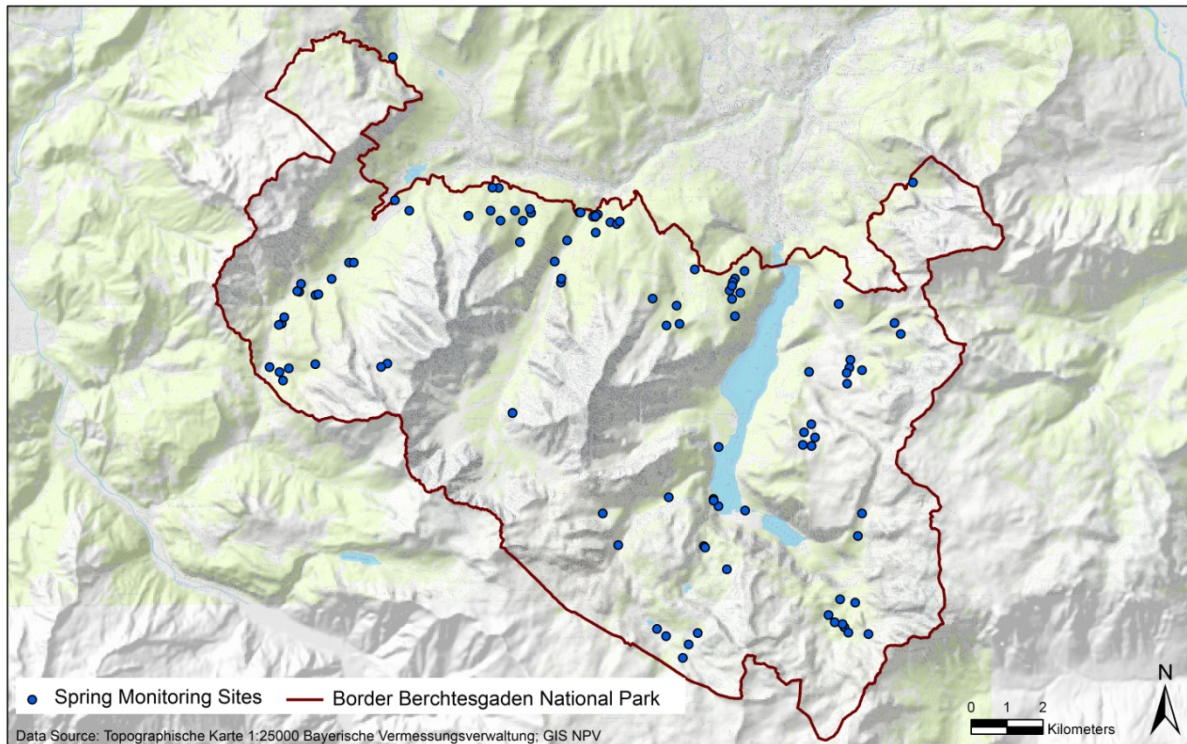 Spring Monitoring Sites
Border Berchtesgaden National Park
N
0 1 2
Kilometers
Data Source: Topographische Karte 1:25000 Bayerische Vermessungsverwaltung; GIS NPV